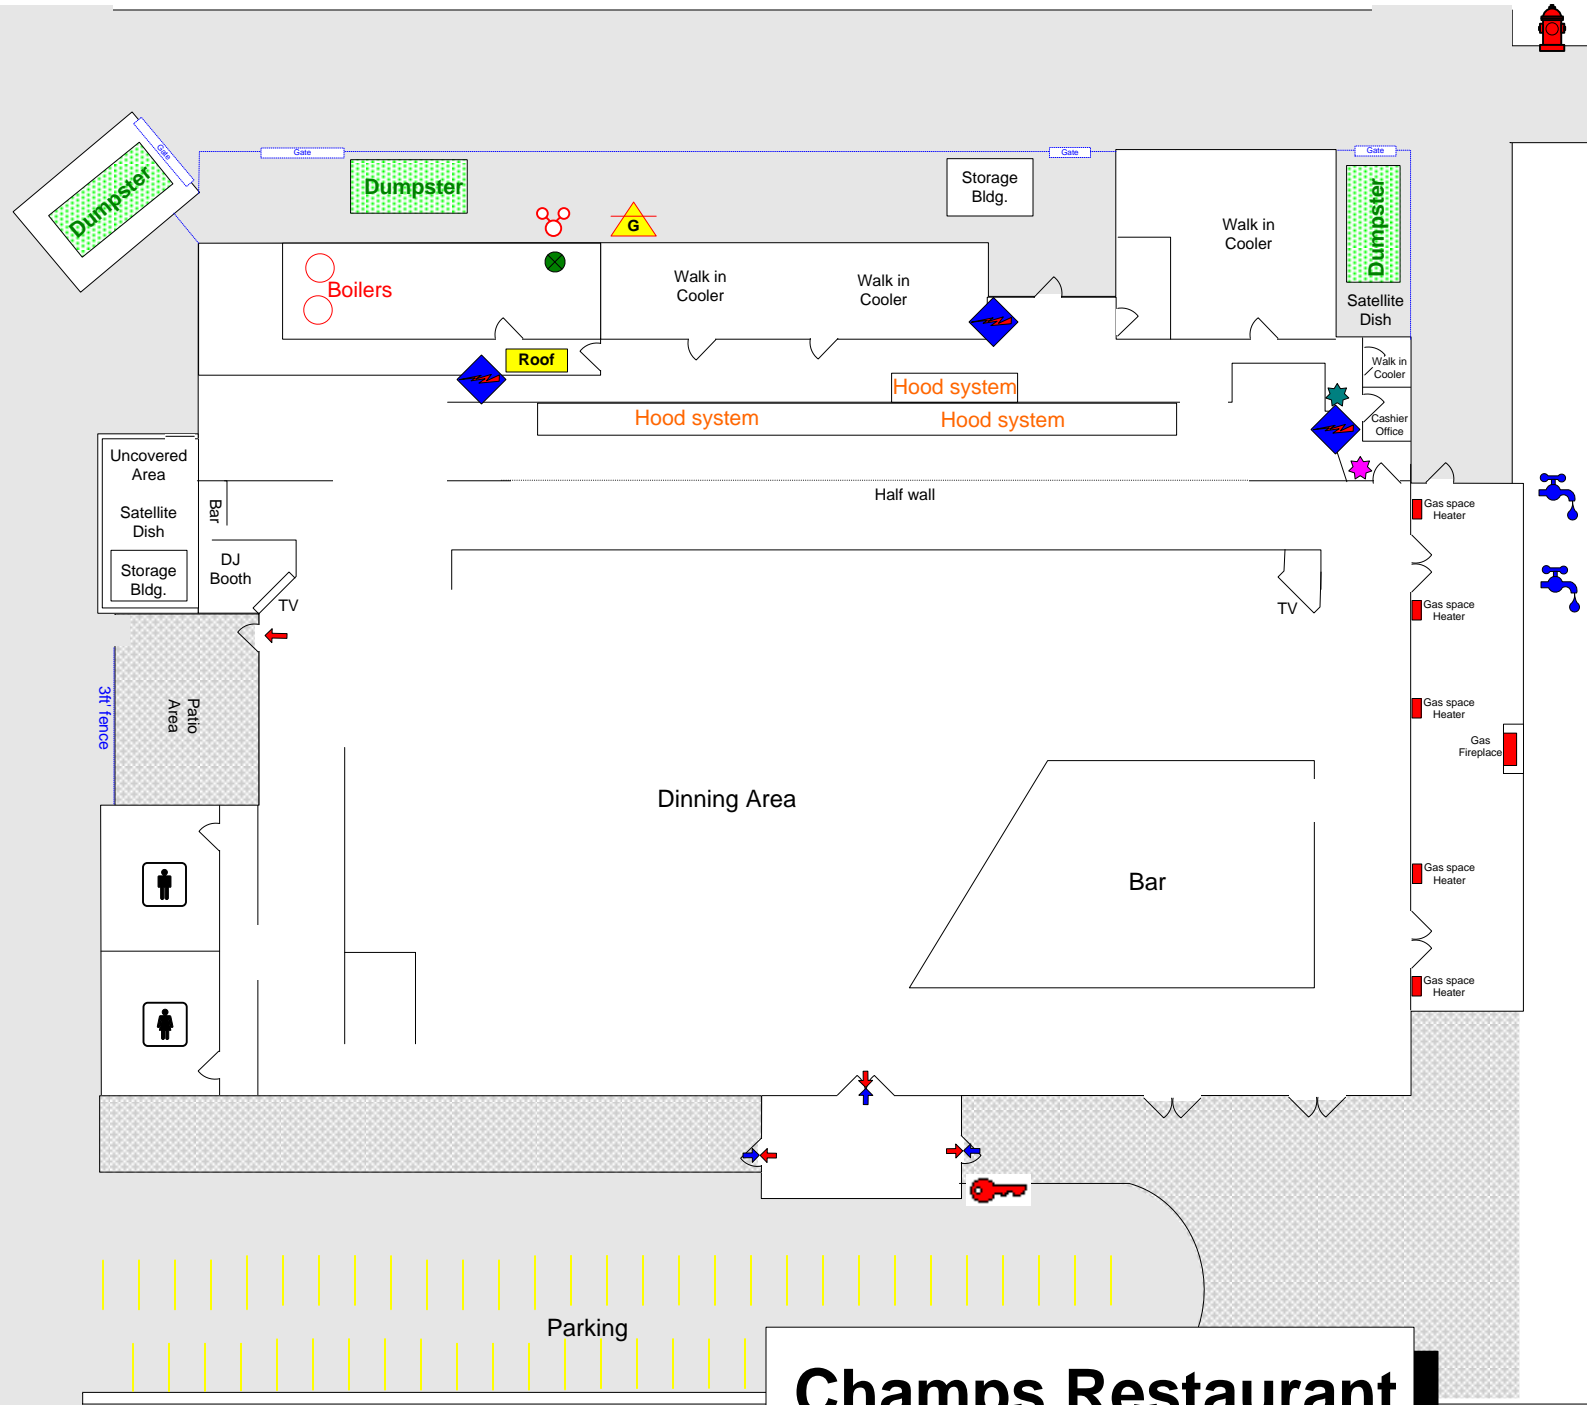 Gate
Gate
Gate
Gate
Dumpster
Dumpster
Storage
Bldg.
Dumpster
G
Walk in
Cooler
Boilers
Walk in
Cooler
Walk in
Cooler
Satellite
Dish
Roof
Walk in
Cooler
Hood system
Hood system
Hood system
Cashier
Office
Uncovered
Area
Satellite
Dish
Storage
Bldg.
Bar
Half wall
DJ
Booth
TV
TV
Gas space
Heater
Gas space
Heater
Gas space
Heater
Gas
Fireplace
3ft' fence
Patio
Area
Dinning Area
Bar
Gas space
Heater
Gas space
Heater
Parking
Champs Restaurant